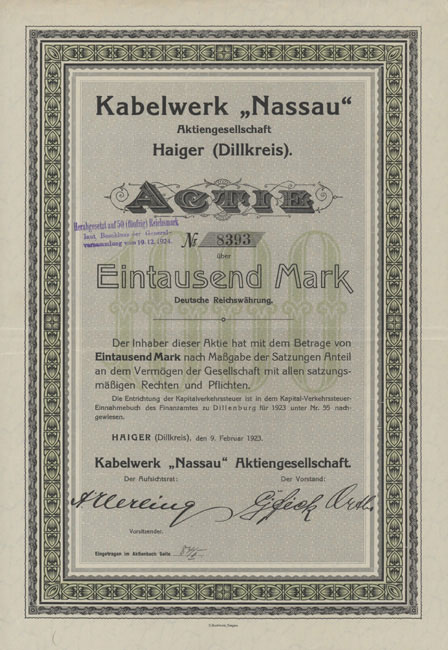 Kabelwerk „Nassau“
Aktiengesellschaft
Haiger (Dillkreis).
ACTIE
Herabgesetzt auf 50 (fünfzig) Reichsmark
laut Beschluss der General-
versammlung vom 19.12.1924.
№ 8393
über
Eintausend Mark
1000
Deutsche Reichswährung.
Der Inhaber dieser Aktie hat mit dem Betrage von
Eintausend Mark nach Maßgabe der Satzungen Anteil
an dem Vermögen der Gesellschaft mit allen satzungs-
mäßigen Rechten und Pflichten.
Die Entrichtung der Kapitalverkehrssteuer ist in dem Kapital-Verkehrssteuer-
Einnahmebuch des Finanzamtes zu Dillenburg für 1923 unter Nr. 55 nach-
gewiesen.
HAIGER (Dillkreis), den 9. Februar 1923.
Kabelwerk „Nassau“ Aktiengesellschaft.
Der Aufsichtsrat: Der Vorstand:
Vorsitzender.
Eingetragen im Aktienbuch Seite